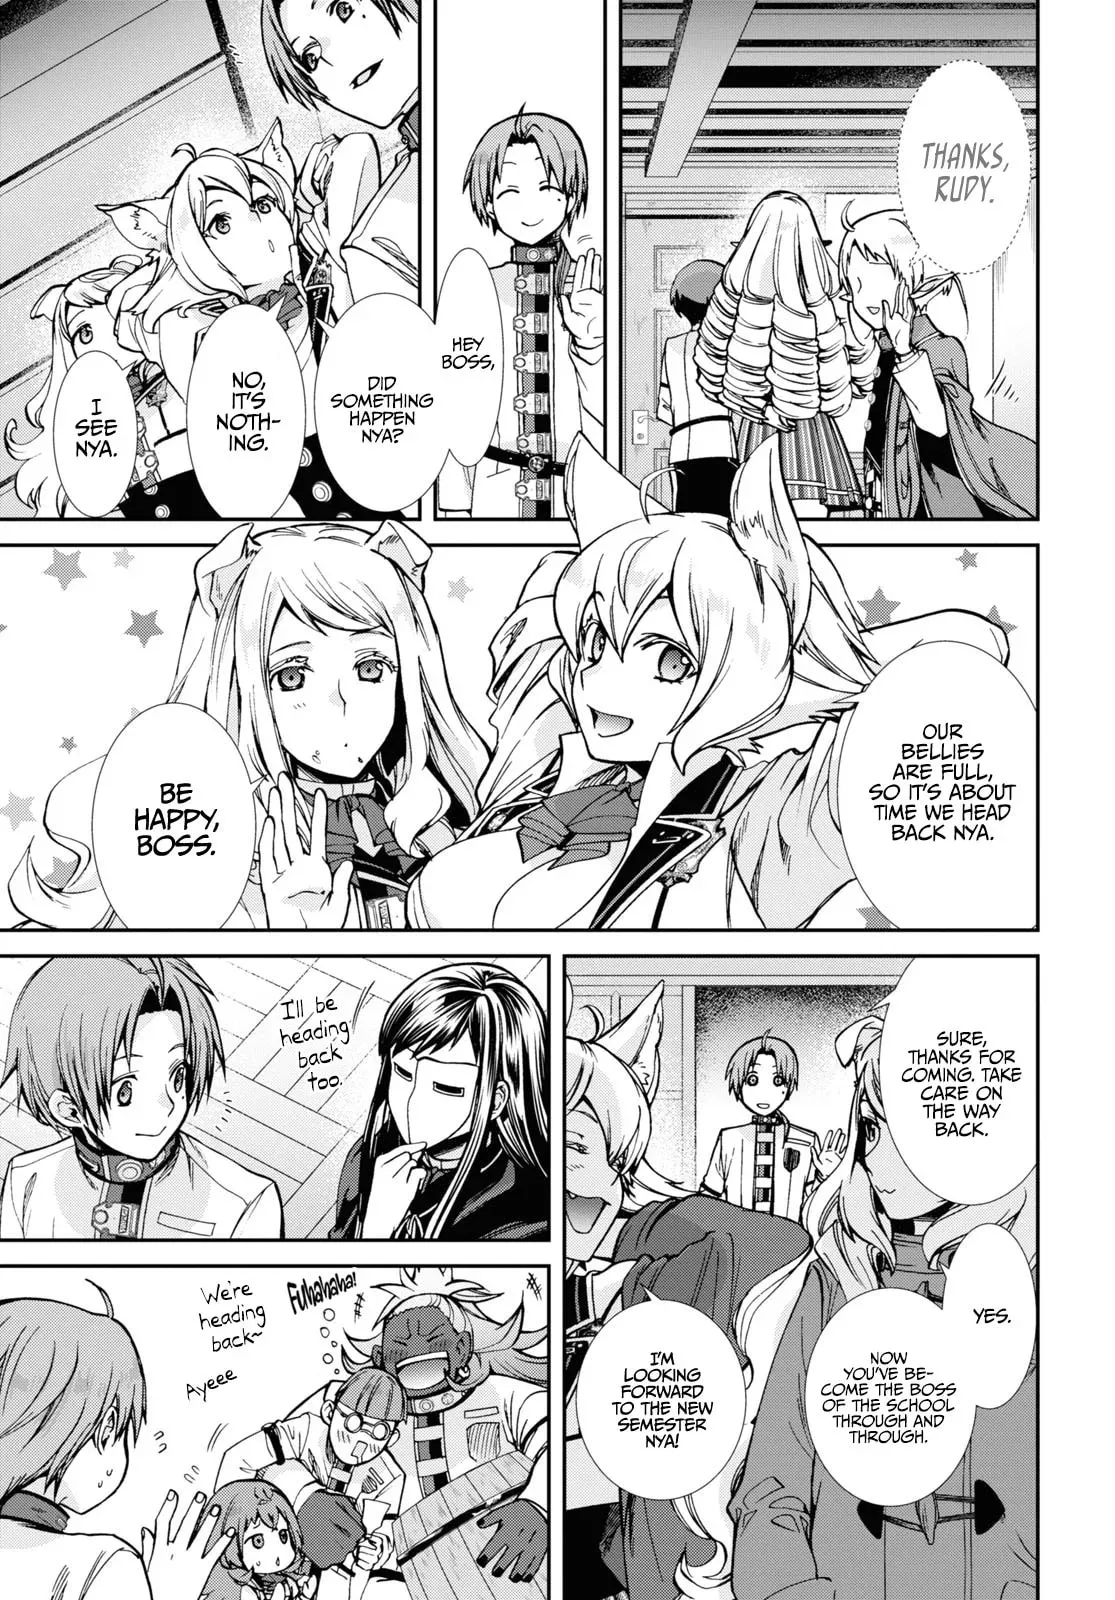 THANKS,
RUDY.
HEY
BOSS,
DID
SOMETHING
HAPPEN
NYA?
NO,
IT'S
NOTH-
ING.
I
SEE
NYA.
OUR
BELLIES
ARE FULL,
SO IT'S ABOUT
TIME WE HEAD
BACK NYA.
BE
HAPPY,
BOSS.
SURE,
THANKS FOR
COMING. TAKE
CARE ON
THE WAY
BACK.
YES.
NOW
YOU'VE BE-
COME THE BOSS
OF THE SCHOOL
THROUGH AND
THROUGH.
I'M
LOOKING
FORWARD
TO THE NEW
SEMESTER
NYA!
I'll be
heading
back
too.
Fuhahaha!
We're
heading
back~
Ayeee